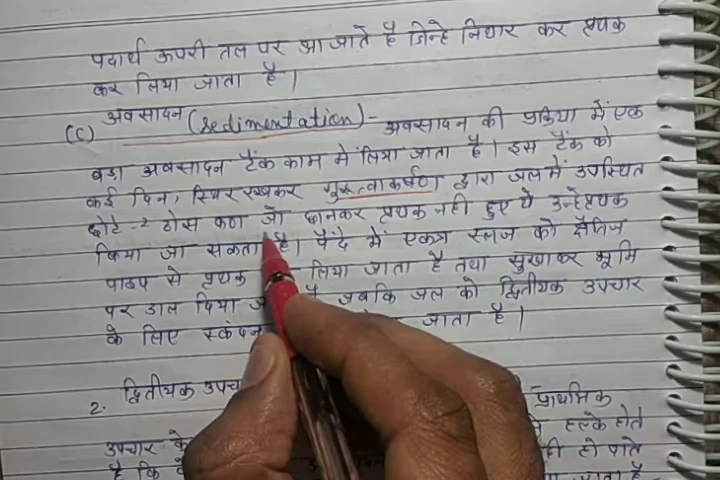 पदार्थ ऊपरी तल पर आ जाते है जिन्हे निथार कर पृथक
कर लिया जाता है।
(C) अवसादन (Sedimentation)- अवसादन की प्रक्रिया में एक
बडा अवसादन टैंक काम मे लिया जाता है। इस टैंक को
कई दिन, स्थिर रखकर गुरूत्वाकर्षण द्वारा जल में उपस्थित
छोटे -2 ठोस कण जो छानकर पृथक नही हुए थे उन्हे पृथक
किया जा सकता है। पैंदे में एकत्र स्लज को क्षैतिज
पाइप से पृथक लिया जाता है तथा सुखाकर भूमि
पर डाल दिया जबकि जल को द्वितीयक उपचार
के लिए स्कंदन जाता है।
2. द्वितीयक उपच प्राथमिक
उपचार के हल्के होते
है कि ही हो पाते
जाता है